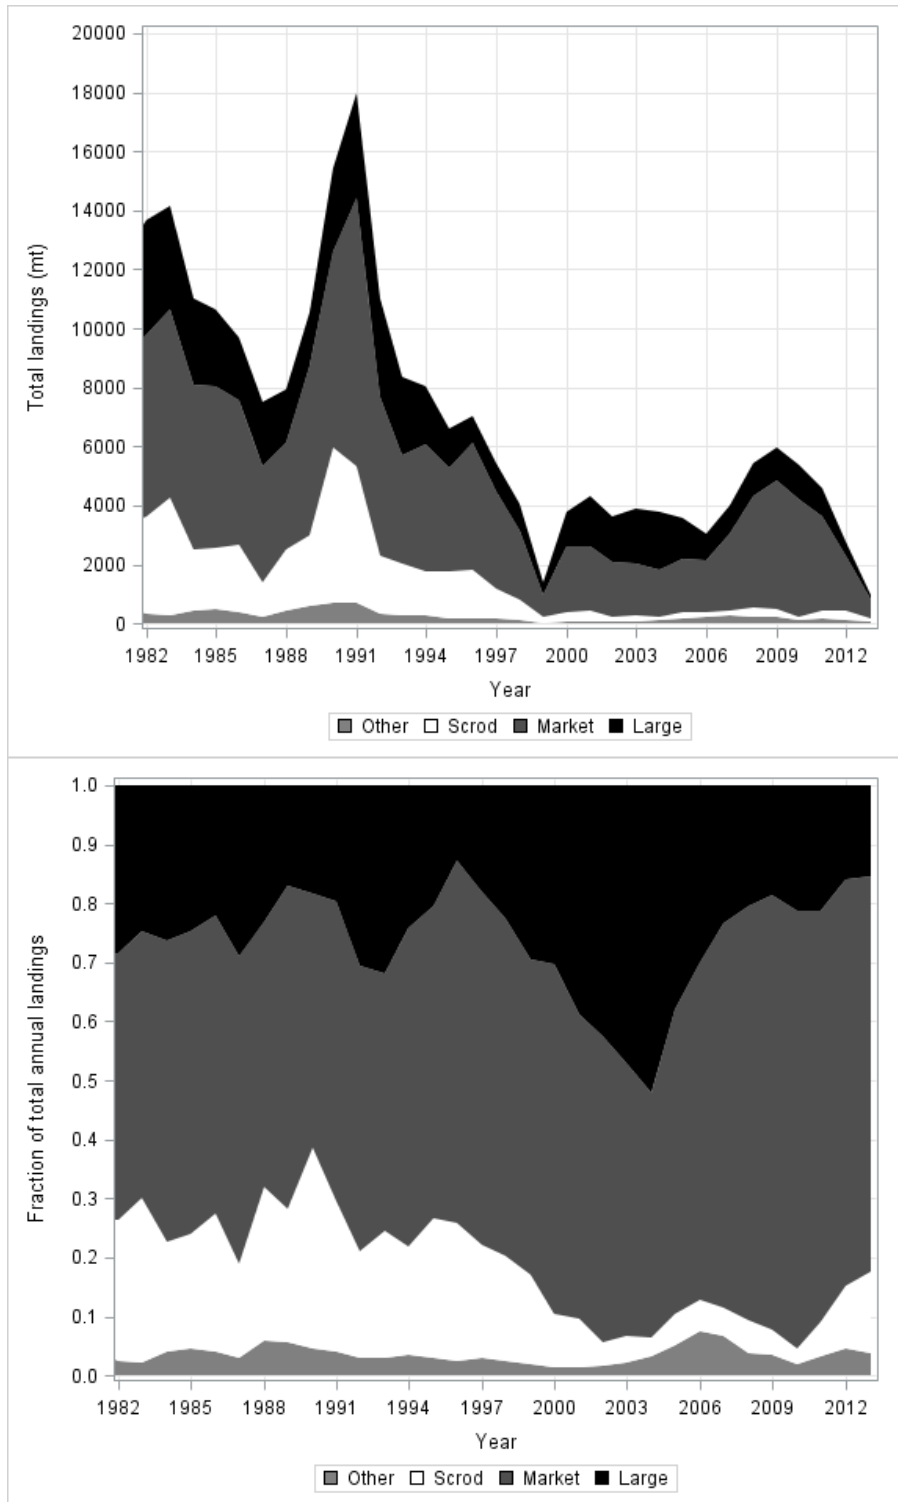 20000
18000
16000
14000
12000
10000
8000
6000
4000
2000
0
Total landings (mt)
1982 1985 1988 1991 1994 1997 2000 2003 2006 2009 2012
Year
Other Scrod Market Large
1.0
0.9
0.8
0.7
0.6
0.5
0.4
0.3
0.2
0.1
0.0
Fraction of total annual landings
1982 1985 1988 1991 1994 1997 2000 2003 2006 2009 2012
Year
Other Scrod Market Large